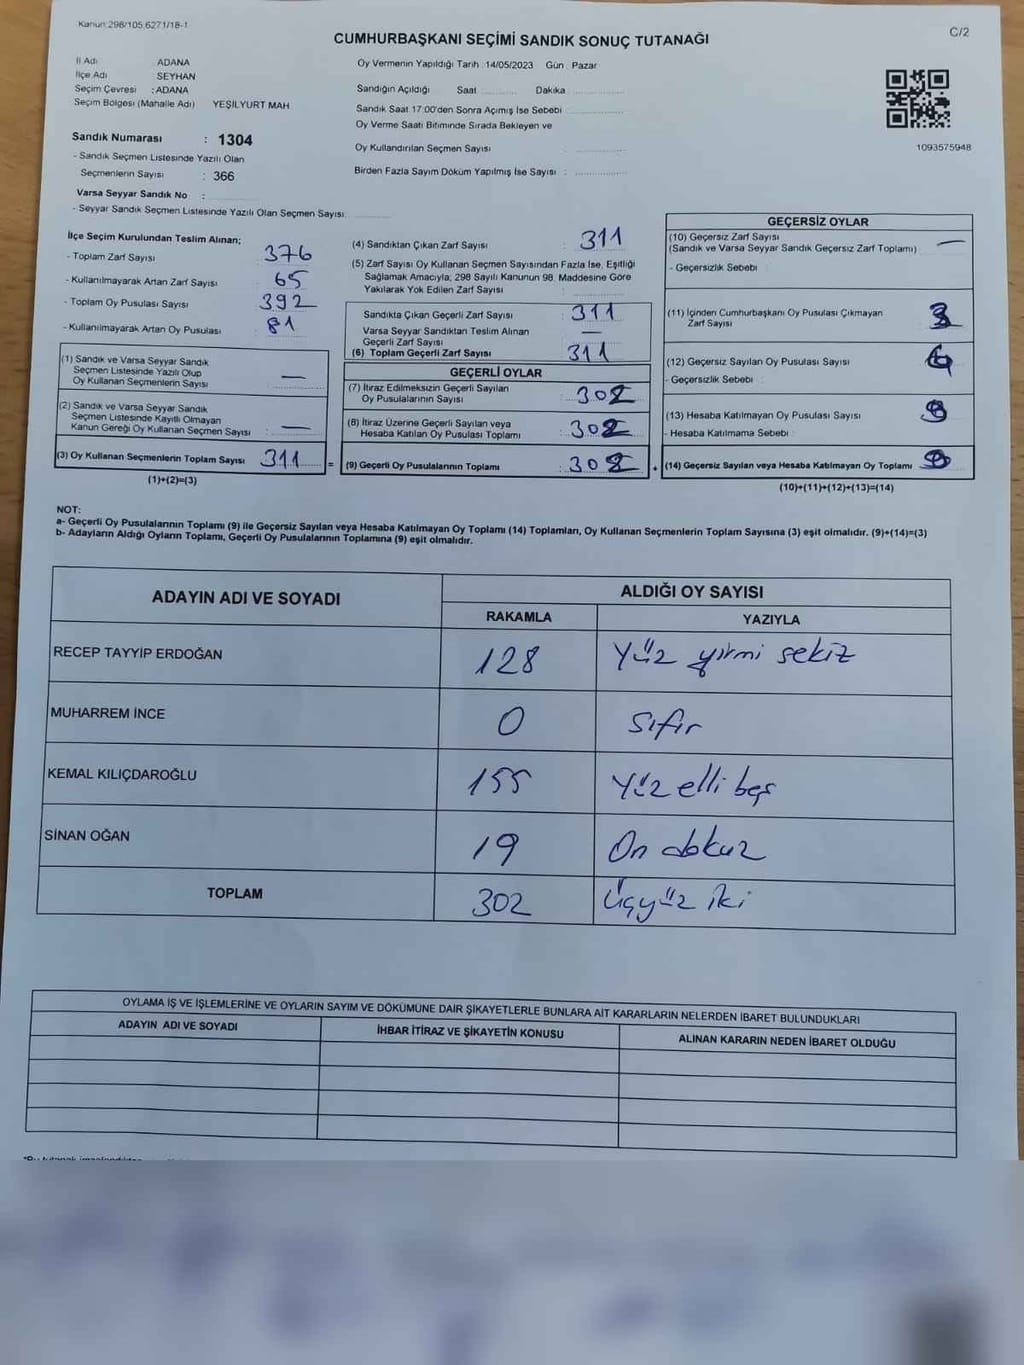 Kanun:298/105,6271/18-1
C/2
CUMHURBAŞKANI SEÇİMİ SANDIK SONUÇ TUTANAĞI
İl Adı ADANA
İlçe Adı SEYHAN
Seçim Çevresi : ADANA
Seçim Bölgesi (Mahalle Adı) YEŞİLYURT MAH
Sandık Numarası : 1304
- Sandık Seçmen Listesinde Yazılı Olan
Seçmenlerin Sayısı : 366
Varsa Seyyar Sandık No :
- Seyyar Sandık Seçmen Listesinde Yazılı Olan Seçmen Sayısı:
Oy Vermenin Yapıldığı Tarih : 14/05/2023 Gün : Pazar
Sandığın Açıldığı Saat Dakika
Sandık Saat 17:00'den Sonra Açımış İse Sebebi :
Oy Verme Saati Bitiminde Sırada Bekleyen ve
Oy Kullandırılan Seçmen Sayısı :
Birden Fazla Sayım Döküm Yapılmış İse Sayısı :
1093575948
İlçe Seçim Kurulundan Teslim Alınan;
- Toplam Zarf Sayısı : 376
- Kullanılmayarak Artan Zarf Sayısı : 65
- Toplam Oy Pusulası Sayısı : 392
- Kullanılmayarak Artan Oy Pusulası : 81
(1) Sandık ve Varsa Seyyar Sandık
Seçmen Listesinde Yazılı Olup
Oy Kullanan Seçmenlerin Sayısı : —
(2) Sandık ve Varsa Seyyar Sandık
Seçmen Listesinde Kayıtlı Olmayan
Kanun Gereği Oy Kullanan Seçmen Sayısı : —
(3) Oy Kullanan Seçmenlerin Toplam Sayısı 311
(1)+(2)=(3)
=
(4) Sandıktan Çıkan Zarf Sayısı : 311
(5) Zarf Sayısı Oy Kullanan Seçmen Sayısından Fazla İse, Eşitliği
Sağlamak Amacıyla, 298 Sayılı Kanunun 98. Maddesine Göre
Yakılarak Yok Edilen Zarf Sayısı :
Sandıkta Çıkan Geçerli Zarf Sayısı : 311
Varsa Seyyar Sandıktan Teslim Alınan
Geçerli Zarf Sayısı : —
(6) Toplam Geçerli Zarf Sayısı : 311
GEÇERLİ OYLAR
(7) İtiraz Edilmeksizin Geçerli Sayılan
Oy Pusulalarının Sayısı : 302
(8) İtiraz Üzerine Geçerli Sayılan veya
Hesaba Katılan Oy Pusulası Toplamı : 302
(9) Geçerli Oy Pusulalarının Toplamı : 302
+
GEÇERSİZ OYLAR
(10) Geçersiz Zarf Sayısı
(Sandık ve Varsa Seyyar Sandık Geçersiz Zarf Toplamı) : —
- Geçersizlik Sebebi :
(11) İçinden Cumhurbaşkanı Oy Pusulası Çıkmayan
Zarf Sayısı
(12) Geçersiz Sayılan Oy Pusulası Sayısı
- Geçersizlik Sebebi :
(13) Hesaba Katılmayan Oy Pusulası Sayısı
- Hesaba Katılmama Sebebi :
(14) Geçersiz Sayılan veya Hesaba Katılmayan Oy Toplamı
(10)+(11)+(12)+(13)=(14)
NOT:
a- Geçerli Oy Pusulalarının Toplamı (9) ile Geçersiz Sayılan veya Hesaba Katılmayan Oy Toplamı (14) Toplamları, Oy Kullanan Seçmenlerin Toplam Sayısına (3) eşit olmalıdır. (9)+(14)=(3)
b- Adayların Aldığı Oyların Toplamı, Geçerli Oy Pusulalarının Toplamına (9) eşit olmalıdır.
ADAYIN ADI VE SOYADI ALDIĞI OY SAYISI
RAKAMLA YAZIYLA
RECEP TAYYİP ERDOĞAN 128 Yüz yirmi sekiz
MUHARREM İNCE 0 Sıfır
KEMAL KILIÇDAROĞLU 155 Yüz elli beş
SİNAN OĞAN 19 On dokuz
TOPLAM 302 Üçyüz iki
OYLAMA İŞ VE İŞLEMLERİNE VE OYLARIN SAYIM VE DÖKÜMÜNE DAİR ŞİKAYETLERLE BUNLARA AİT KARARLARIN NELERDEN İBARET BULUNDUKLARI
ADAYIN ADI VE SOYADI İHBAR İTİRAZ VE ŞİKAYETİN KONUSU ALINAN KARARIN NEDEN İBARET OLDUĞU